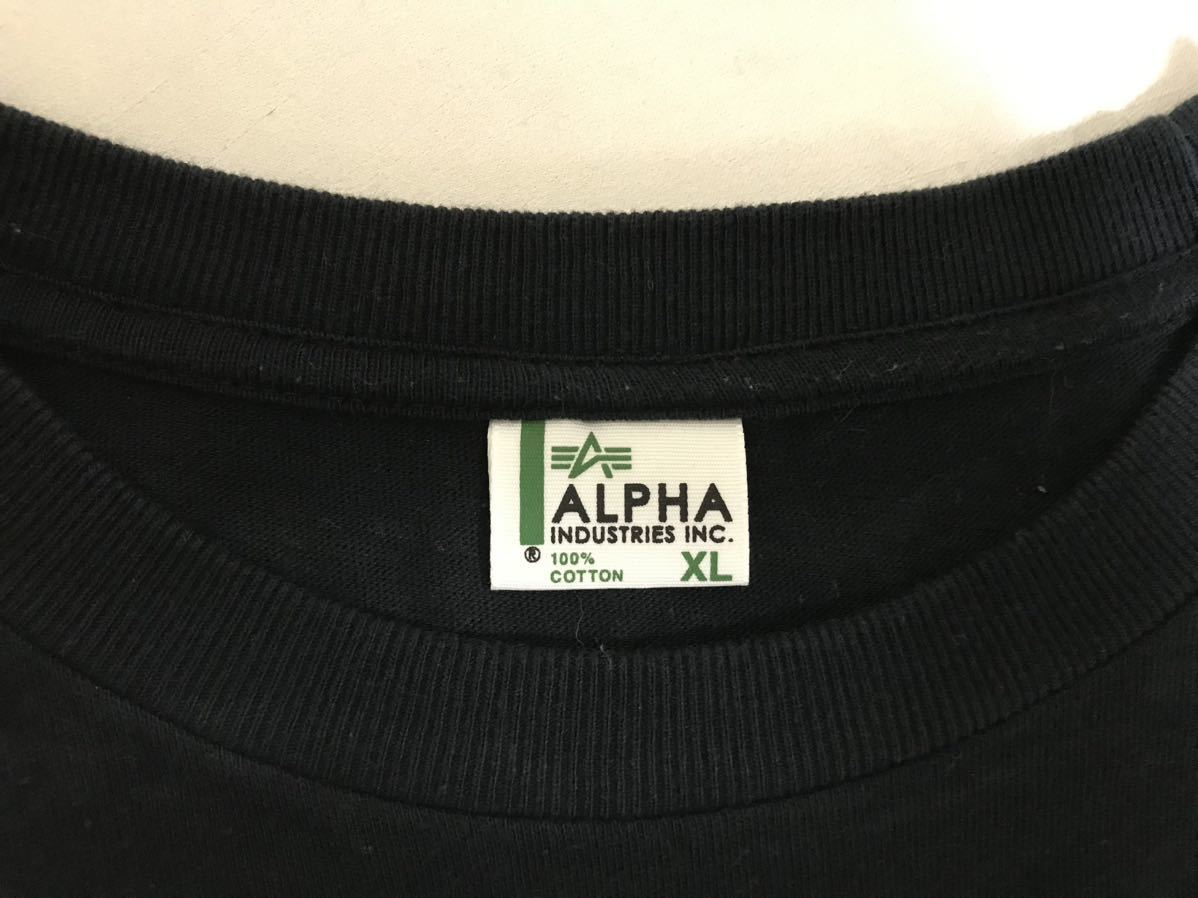 ALPHA
INDUSTRIES INC.
® 100%
COTTON XL